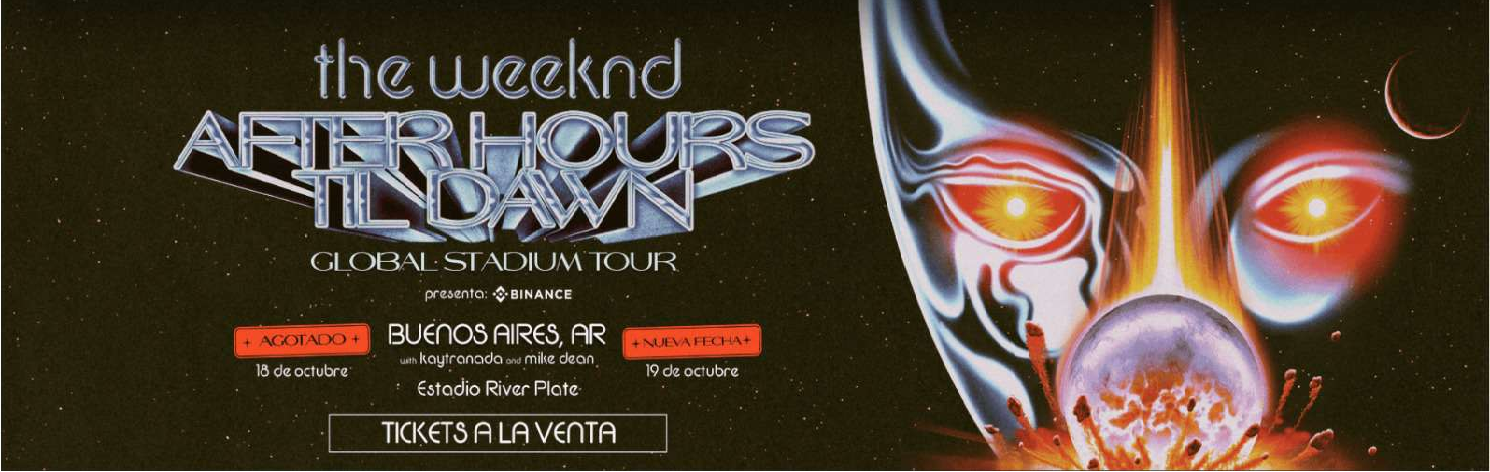 the weeknd
AFTER HOURS
TIL DAWN
GLOBAL STADIUM TOUR
presenta: BINANCE
+ AGOTADO +
18 de octubre
BUENOS AIRES, AR
with kaytranada and mike dean
Estadio River Plate
+ NUEVA FECHA +
19 de octubre
TICKETS A LA VENTA